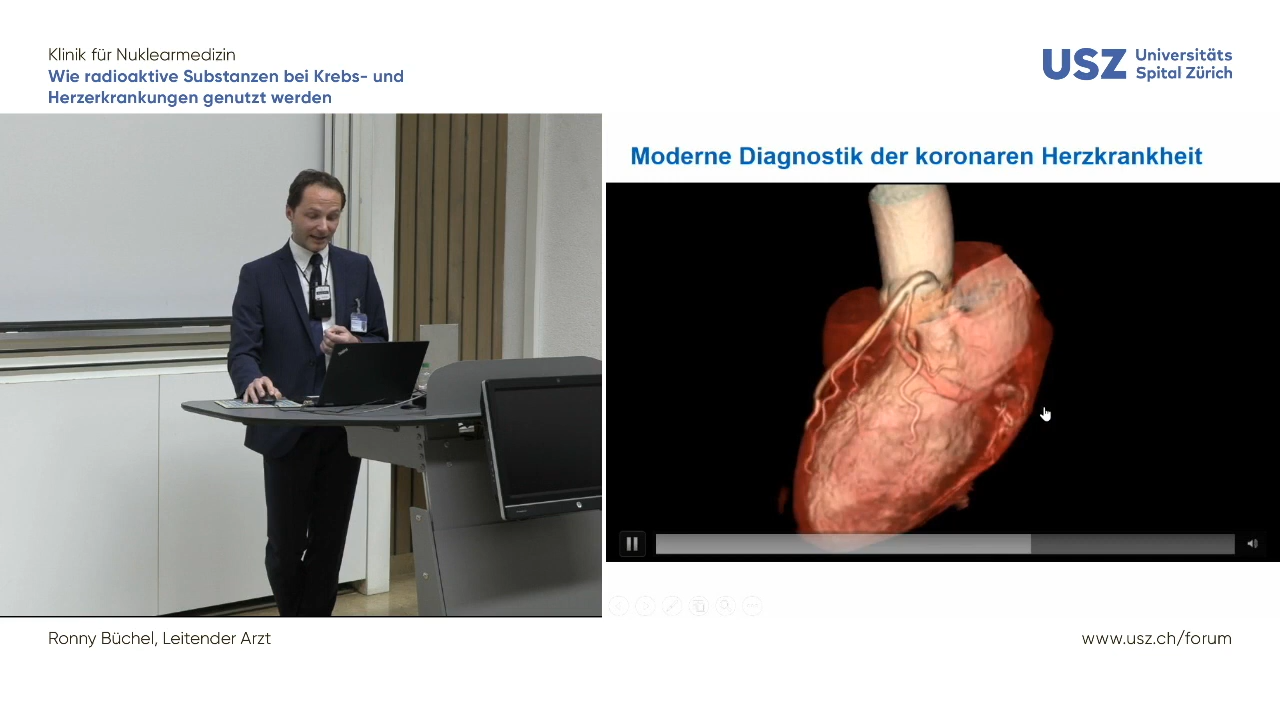 Klinik für Nuklearmedizin
Wie radioaktive Substanzen bei Krebs- und
Herzerkrankungen genutzt werden
USZ Universitäts
Spital Zürich
Moderne Diagnostik der koronaren Herzkrankheit
Ronny Büchel, Leitender Arzt
www.usz.ch/forum